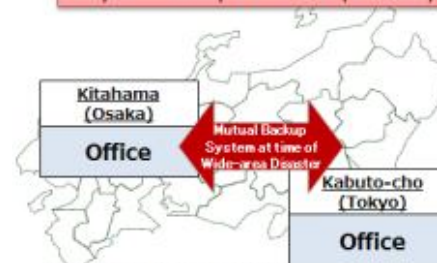 Kitahama
(Osaka)
Office
Mutual Backup
System at time of
Wide-area Disaster
Kabuto-cho
(Tokyo)
Office